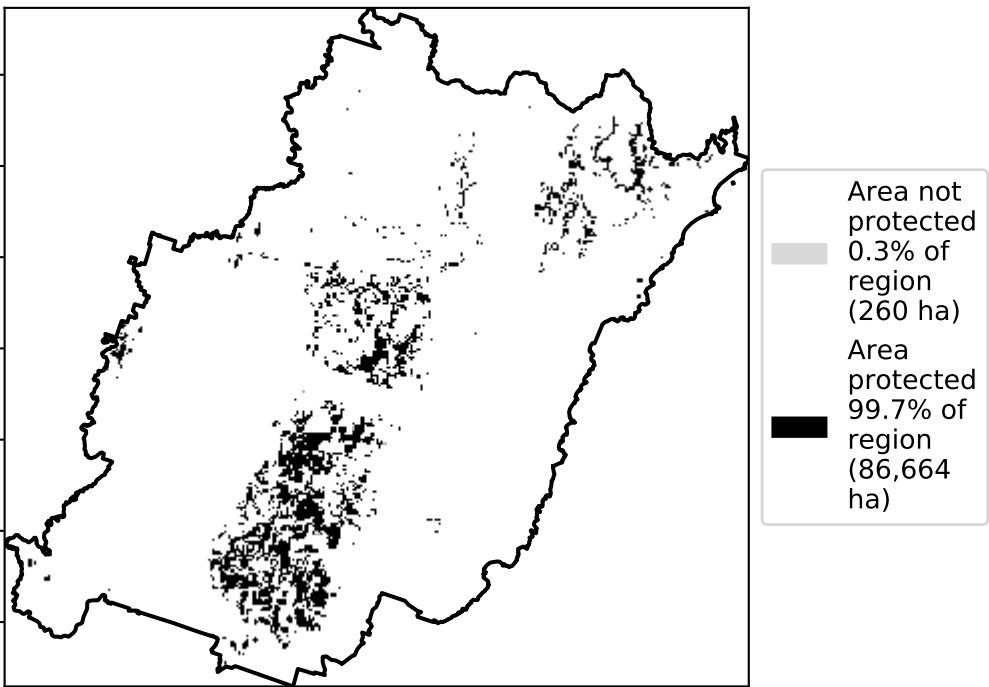 Area not
protected
0.3% of
region
(260 ha)
Area
protected
99.7% of
region
(86,664
ha)